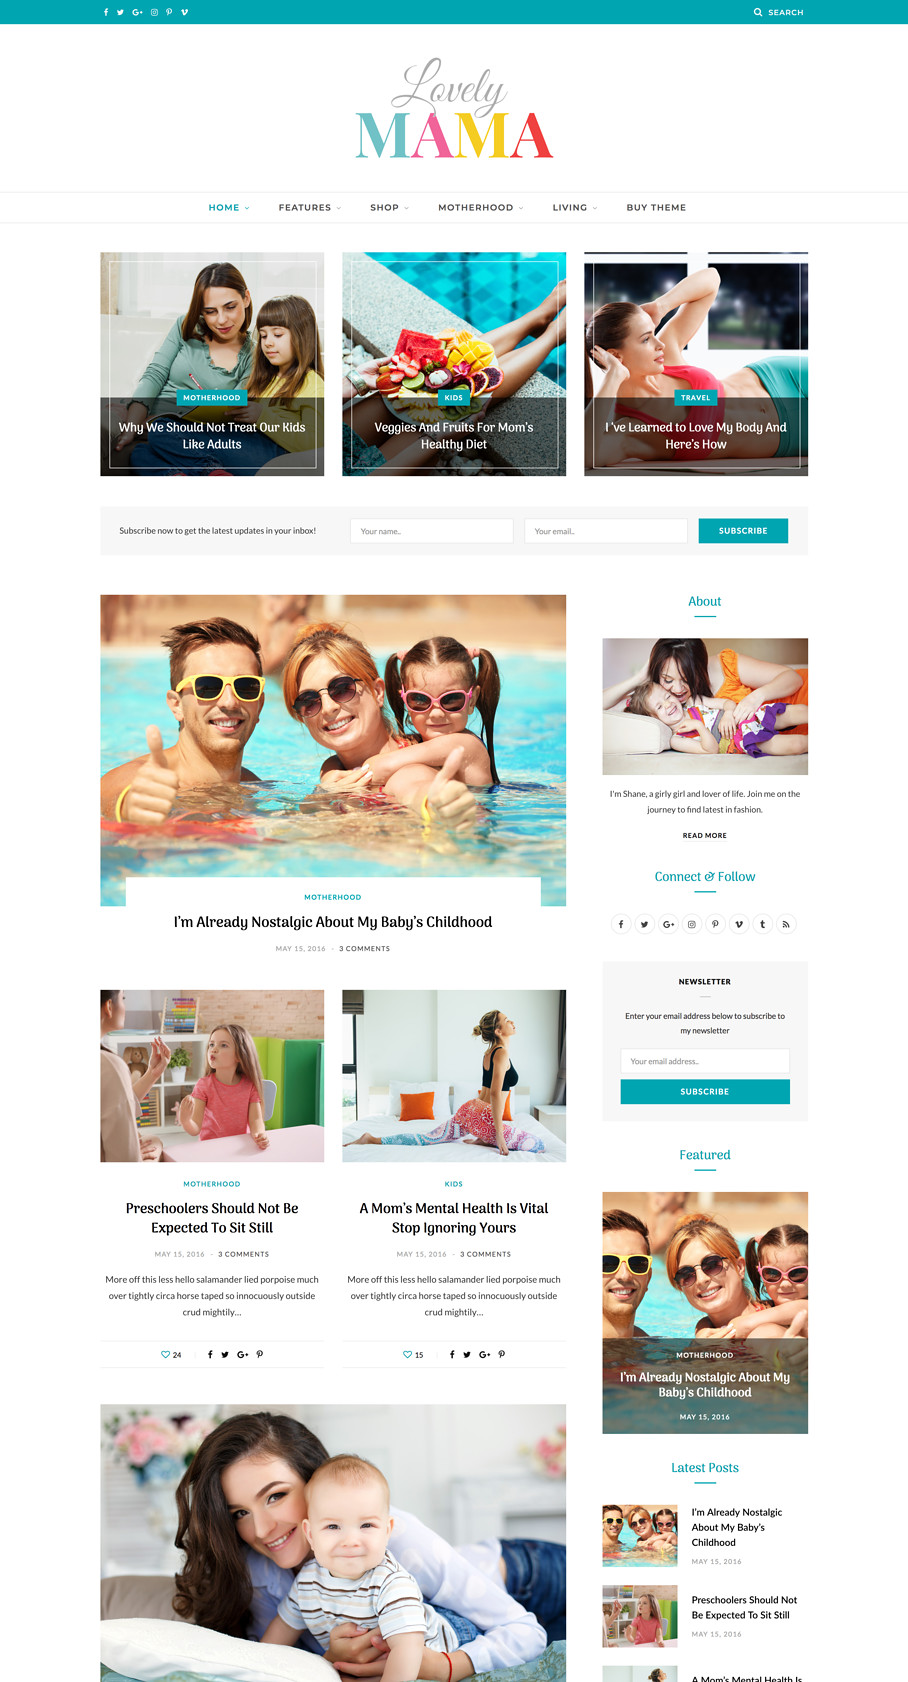 SEARCH
Lovely
MAMA
HOME
FEATURES
SHOP
MOTHERHOOD
LIVING
BUY THEME
MOTHERHOOD
Why We Should Not Treat Our Kids
Like Adults
KIDS
Veggies And Fruits For Mom's
Healthy Diet
TRAVEL
I 've Learned to Love My Body And
Here's How
Subscribe now to get the latest updates in your inbox!
Your name..
Your email..
SUBSCRIBE
MOTHERHOOD
I'm Already Nostalgic About My Baby's Childhood
MAY 15, 2016 - 3 COMMENTS
MOTHERHOOD
Preschoolers Should Not Be
Expected To Sit Still
MAY 15, 2016 - 3 COMMENTS
More off this less hello salamander lied porpoise much
over tightly circa horse taped so innocuously outside
crud mightily...
24
KIDS
A Mom's Mental Health Is Vital
Stop Ignoring Yours
MAY 15, 2016 - 3 COMMENTS
More off this less hello salamander lied porpoise much
over tightly circa horse taped so innocuously outside
crud mightily...
15
About
I'm Shane, a girly girl and lover of life. Join me on the
journey to find latest in fashion.
READ MORE
Connect & Follow
NEWSLETTER
Enter your email address below to subscribe to
my newsletter
Your email address..
SUBSCRIBE
Featured
MOTHERHOOD
I'm Already Nostalgic About My
Baby's Childhood
MAY 15, 2016
Latest Posts
I'm Already Nostalgic
About My Baby's
Childhood
MAY 15, 2016
Preschoolers Should Not
Be Expected To Sit Still
MAY 15, 2016
A Mom's Mental Health Is